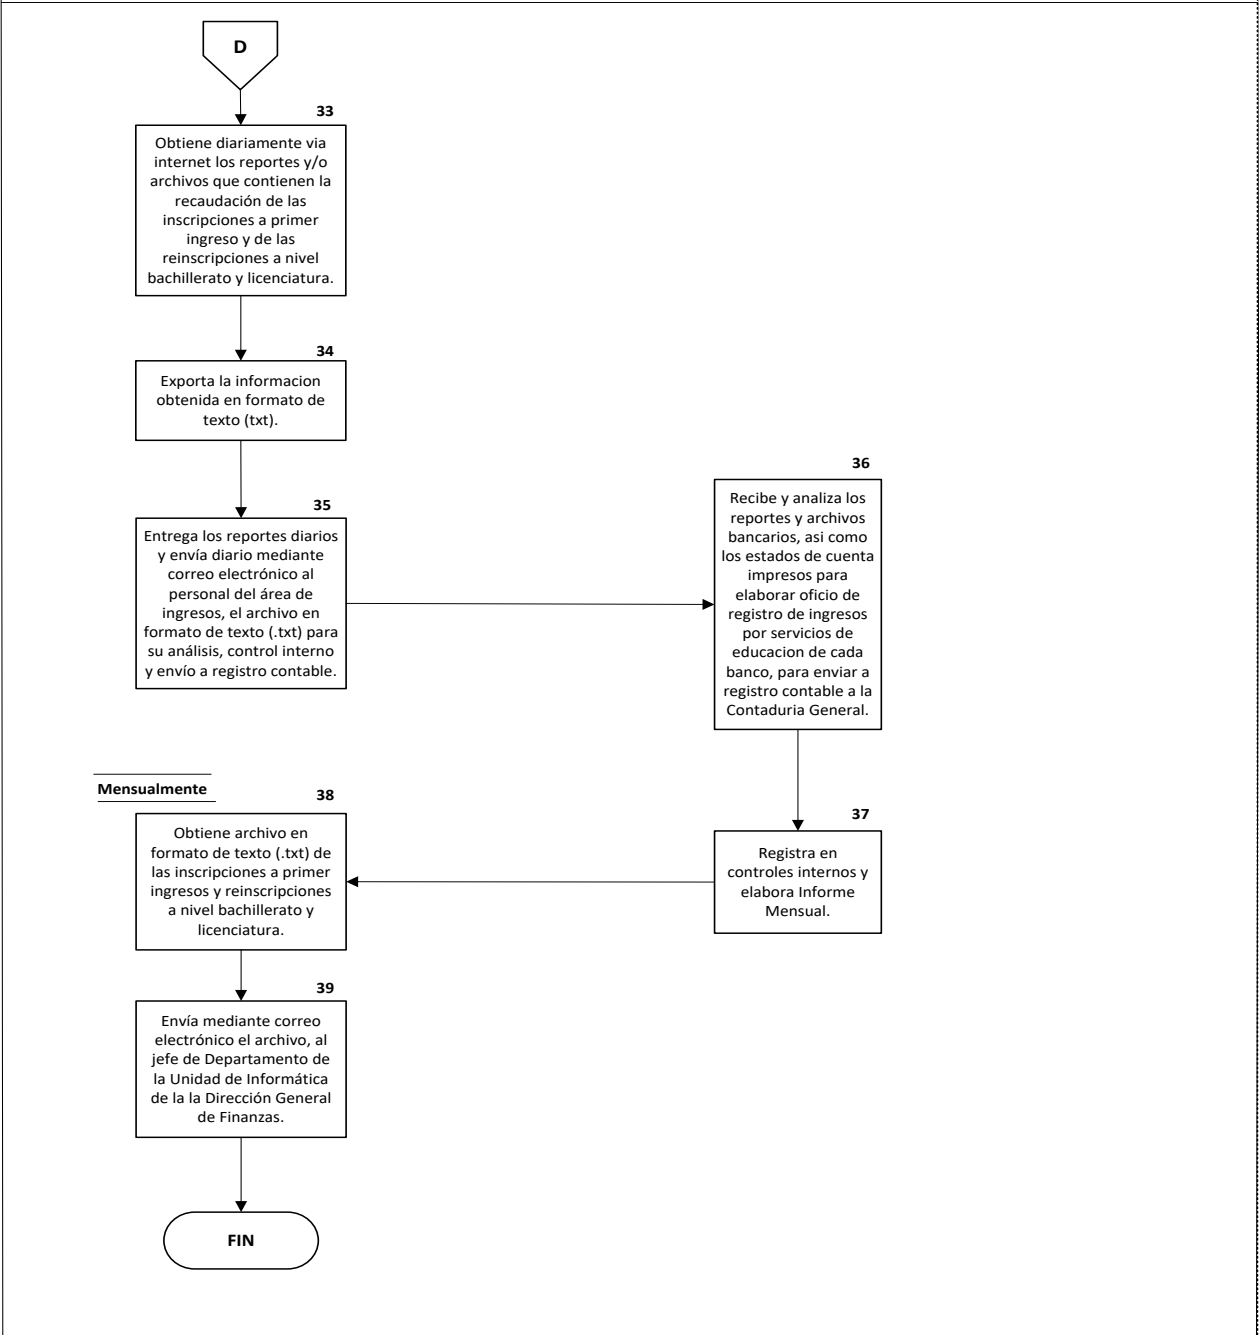 D
33
Obtiene diariamente via
internet los reportes y/o
archivos que contienen la
recaudación de las
inscripciones a primer
ingreso y de las
reinscripciones a nivel
bachillerato y licenciatura.
34
Exporta la informacion
obtenida en formato de
texto (txt).
35
Entrega los reportes diarios
y envía diario mediante
correo electrónico al
personal del área de
ingresos, el archivo en
formato de texto (.txt) para
su análisis, control interno
y envío a registro contable.
36
Recibe y analiza los
reportes y archivos
bancarios, asi como
los estados de cuenta
impresos para
elaborar oficio de
registro de ingresos
por servicios de
educacion de cada
banco, para enviar a
registro contable a la
Contaduria General.
37
Registra en
controles internos y
elabora Informe
Mensual.
Mensualmente
38
Obtiene archivo en
formato de texto (.txt) de
las inscripciones a primer
ingresos y reinscripciones
a nivel bachillerato y
licenciatura.
39
Envía mediante correo
electrónico el archivo, al
jefe de Departamento de
la Unidad de Informática
de la la Dirección General
de Finanzas.
FIN